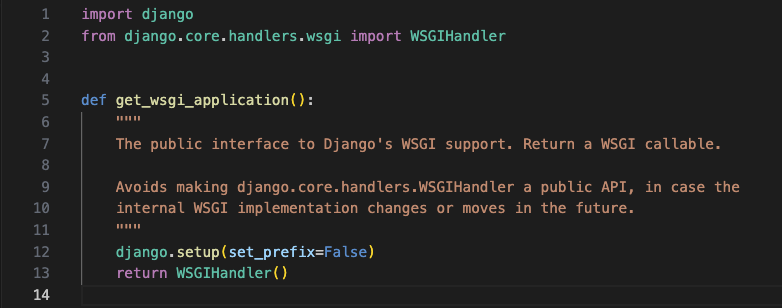 1 import django
2 from django.core.handlers.wsgi import WSGIHandler
3
4
5 def get_wsgi_application():
6     """
7     The public interface to Django's WSGI support. Return a WSGI callable.
8
9     Avoids making django.core.handlers.WSGIHandler a public API, in case the
10     internal WSGI implementation changes or moves in the future.
11     """
12     django.setup(set_prefix=False)
13     return WSGIHandler()
14